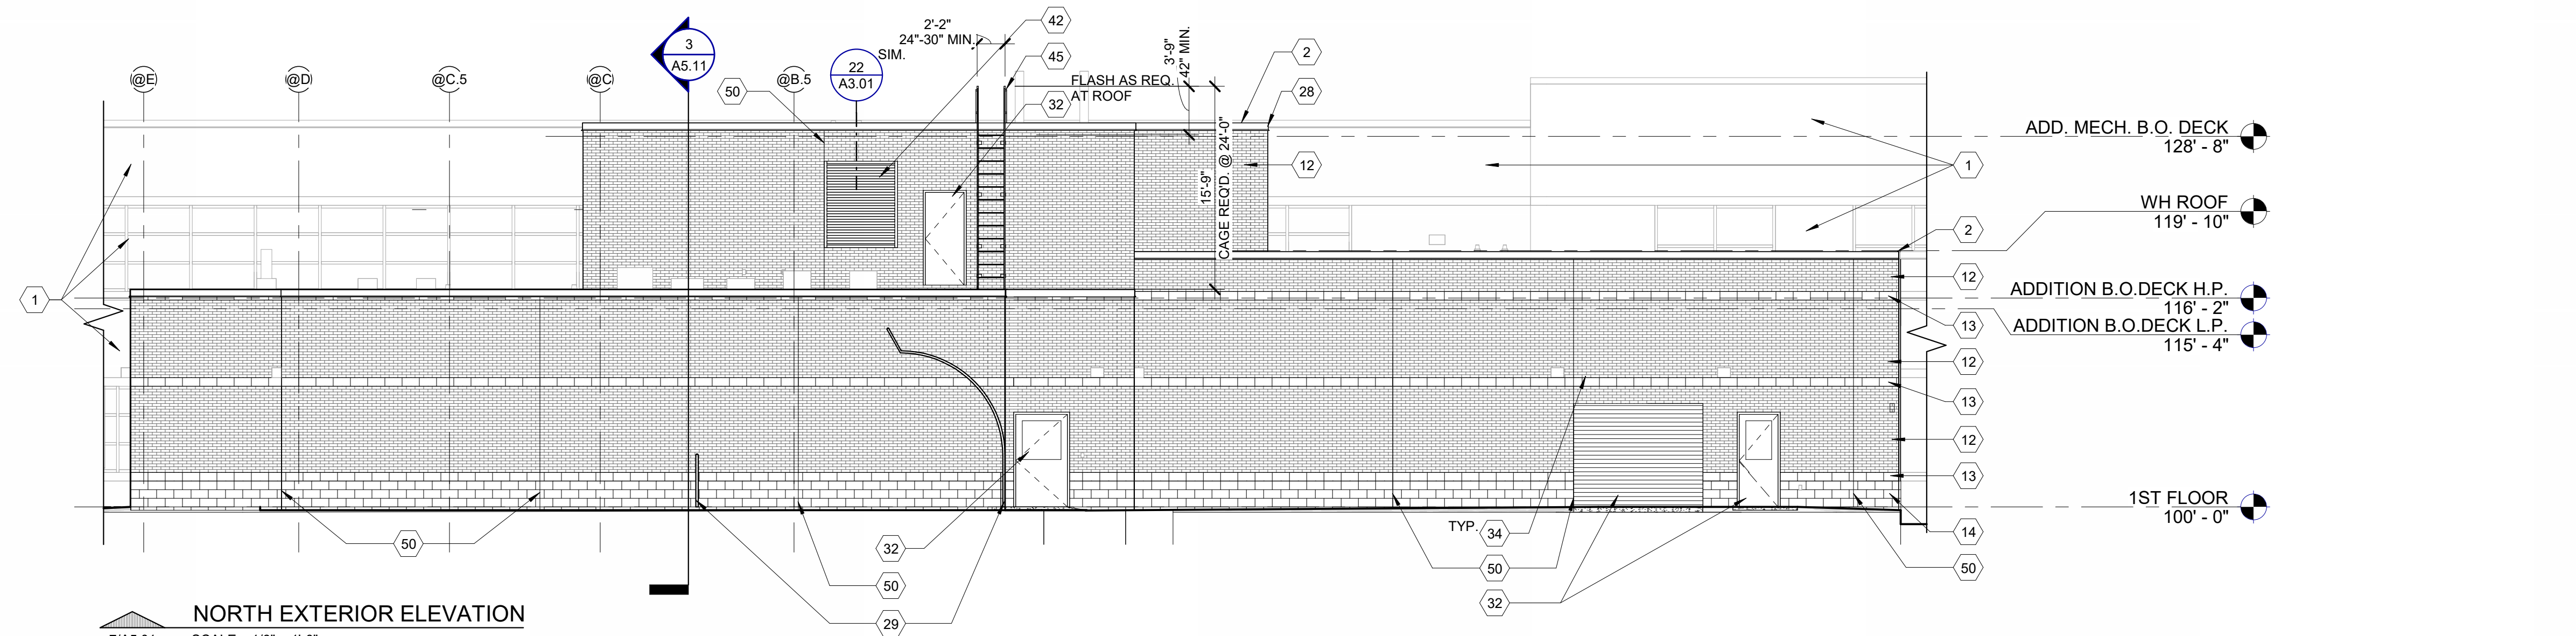 42
2'-2"
24"-30" MIN.
3
A5.11
SIM.
22
A3.01
45
3'-9"
42" MIN.
2
@E
@D
@C.5
@C
@B.5
50
FLASH AS REQ.
AT ROOF
28
32
ADD. MECH. B.O. DECK
128' - 8"
12
1
15'-9"
CAGE REQ'D. @ 24'-0"
WH ROOF
119' - 10"
2
12
1
ADDITION B.O.DECK H.P.
116' - 2"
13
ADDITION B.O.DECK L.P.
115' - 4"
12
13
12
13
1ST FLOOR
100' - 0"
TYP.
34
14
50
32
50
50
50
32
29
NORTH EXTERIOR ELEVATION